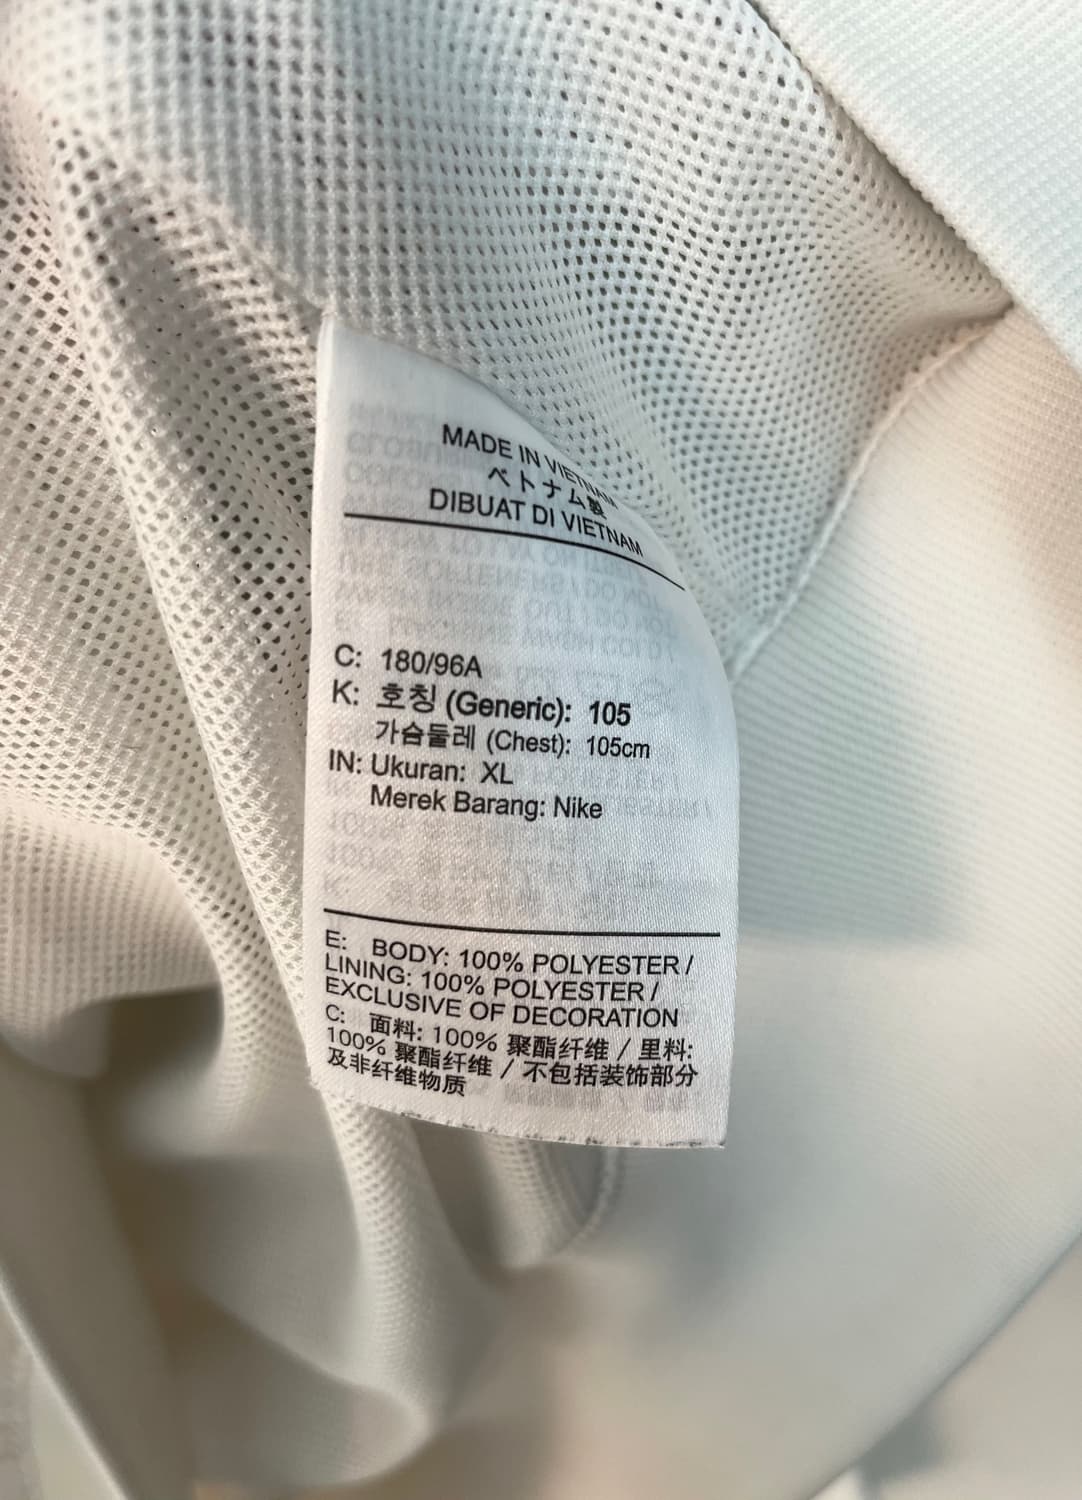 MADE IN VIETNAM
ベトナム製
DIBUAT DI VIETNAM
C: 180/96A
K: 호칭 (Generic): 105
가슴둘레 (Chest): 105cm
IN: Ukuran: XL
Merek Barang: Nike
E: BODY: 100% POLYESTER /
LINING: 100% POLYESTER /
EXCLUSIVE OF DECORATION
C: 面料: 100% 聚酯纤维 / 里料:
100% 聚酯纤维 / 不包括装饰部分
及非纤维物质